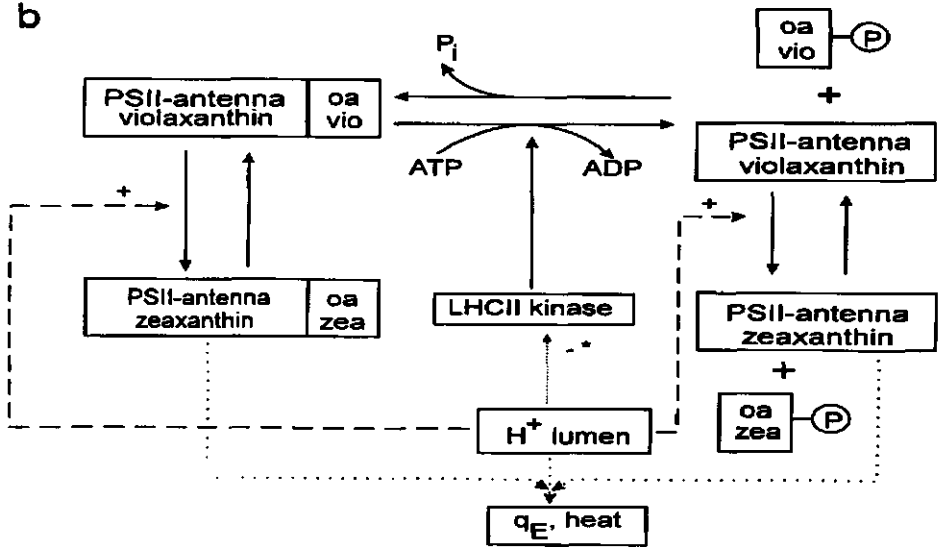 b
oa
vio
P
Pi
+
PSII-antenna
violaxanthin
oa
vio
ATP
ADP
PSII-antenna
violaxanthin
+
+
PSII-antenna
zeaxanthin
oa
zea
LHCII kinase
PSII-antenna
zeaxanthin
- *
+
oa
zea
P
H+ lumen
qE, heat